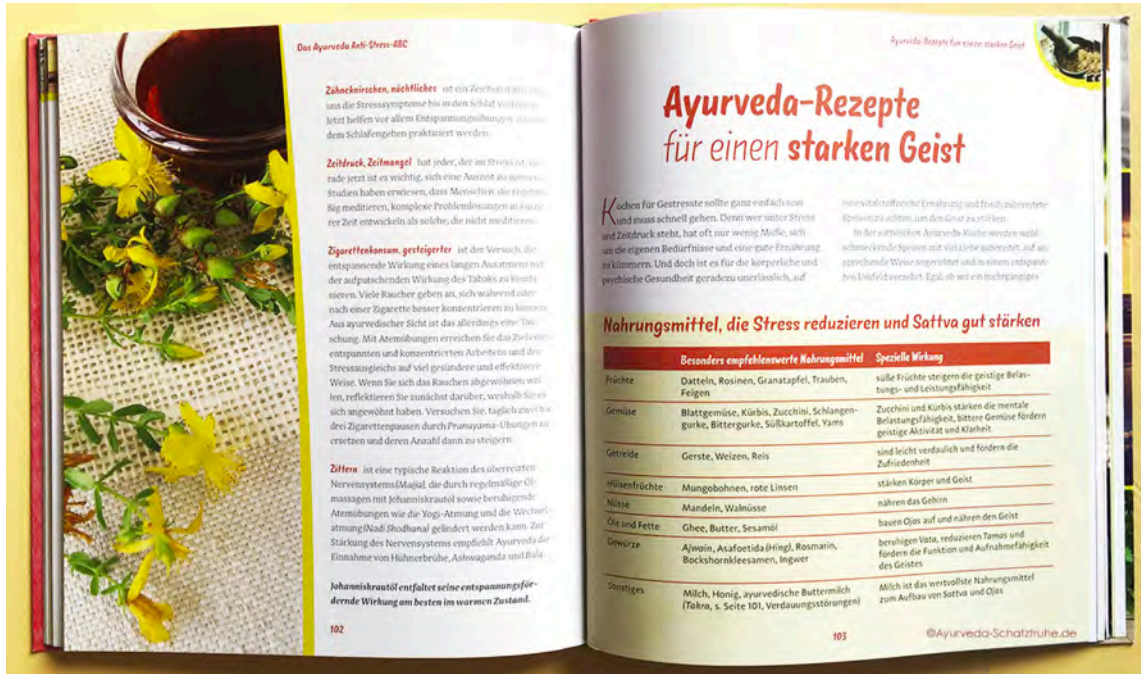 Das Ayurveda Anti-Stress-ABC
Zähneknirschen, nächtliches ist ein Zeichen
uns die Stresssymptome bis in den Schlaf
Jetzt helfen vor allem Entspannungsübungen
dem Schlafengehen praktiziert werden.
Zeitdruck, Zeitmangel hat jeder, der im Stress ist.
rade jetzt ist es wichtig, sich eine Auszeit zu nehmen.
Studien haben erwiesen, dass Menschen, die regelmä-
ßig meditieren, komplexe Problemlösungen in kürze-
rer Zeit entwickeln als solche, die nicht meditieren.
Zigarettenkonsum, gesteigerter ist der Versuch, die
entspannende Wirkung eines langen Ausatmens mit
der aufputschenden Wirkung des Tabaks zu kombi-
nieren. Viele Raucher geben an, sich während oder
nach einer Zigarette besser konzentrieren zu können.
Aus ayurvedischer Sicht ist das allerdings eine Täu-
schung. Mit Atemübungen erreichen Sie das Ziel eines
entspannten und konzentrierten Arbeitens und des
Stressausgleichs auf viel gesündere und effektivere
Weise. Wenn Sie sich das Rauchen abgewöhnen wol-
len, reflektieren Sie zunächst darüber, weshalb Sie es
sich angewöhnt haben. Versuchen Sie, täglich zwei bis
drei Zigarettenpausen durch Pranayama-Übungen zu
ersetzen und deren Anzahl dann zu steigern.
Zittern ist eine typische Reaktion des überreizten
Nervensystems (Majja), die durch regelmäßige Öl-
massagen mit Johanniskrautöl sowie beruhigende
Atemübungen wie die Yogi-Atmung und die Wechsel-
atmung (Nadi Shodhana) gelindert werden kann. Zur
Stärkung des Nervensystems empfiehlt Ayurveda die
Einnahme von Hühnerbrühe, Ashwaganda und Bala.
Johanniskrautöl entfaltet seine entspannungsför-
dernde Wirkung am besten im warmen Zustand.
102
Ayurveda-Rezepte für einen starken Geist
Ayurveda-Rezepte
für einen starken Geist
Kochen für Gestresste sollte ganz einfach sein
und muss schnell gehen. Denn wer unter Stress
und Zeitdruck steht, hat oft nur wenig Muße, sich
um die eigenen Bedürfnisse und eine gute Ernährung
zu kümmern. Und doch ist es für die körperliche und
psychische Gesundheit geradezu unerlässlich, auf
eine vitalstoffreiche Ernährung und frisch zubereitete
Speisen zu achten, um den Geist zu stärken.
In der sattvischen Ayurveda-Küche werden wohl-
schmeckende Speisen mit viel Liebe zubereitet, auf an-
sprechende Weise angerichtet und in einem entspann-
ten Umfeld verzehrt. Egal, ob wir ein mehrgängiges
Nahrungsmittel, die Stress reduzieren und Sattva gut stärken
Besonders empfehlenswerte Nahrungsmittel Spezielle Wirkung
Früchte Datteln, Rosinen, Granatapfel, Trauben, süße Früchte steigern die geistige Belas-
Feigen tungs- und Leistungsfähigkeit
Gemüse Blattgemüse, Kürbis, Zucchini, Schlangen- Zucchini und Kürbis stärken die mentale
gurke, Bittergurke, Süßkartoffel, Yams Belastungsfähigkeit, bittere Gemüse fördern
geistige Aktivität und Klarheit
Getreide Gerste, Weizen, Reis sind leicht verdaulich und fördern die
Zufriedenheit
Hülsenfrüchte Mungobohnen, rote Linsen stärken Körper und Geist
Nüsse Mandeln, Walnüsse nähren das Gehirn
Öle und Fette Ghee, Butter, Sesamöl bauen Ojas auf und nähren den Geist
Gewürze Ajwain, Asafoetida (Hing), Rosmarin, beruhigen Vata, reduzieren Tamas und
Bockshornkleesamen, Ingwer fördern die Funktion und Aufnahmefähigkeit
des Geistes
Sonstiges Milch, Honig, ayurvedische Buttermilch Milch ist das wertvollste Nahrungsmittel
(Takra, s. Seite 101, Verdauungsstörungen) zum Aufbau von Sattva und Ojas
103
©Ayurveda-Schatztruhe.de